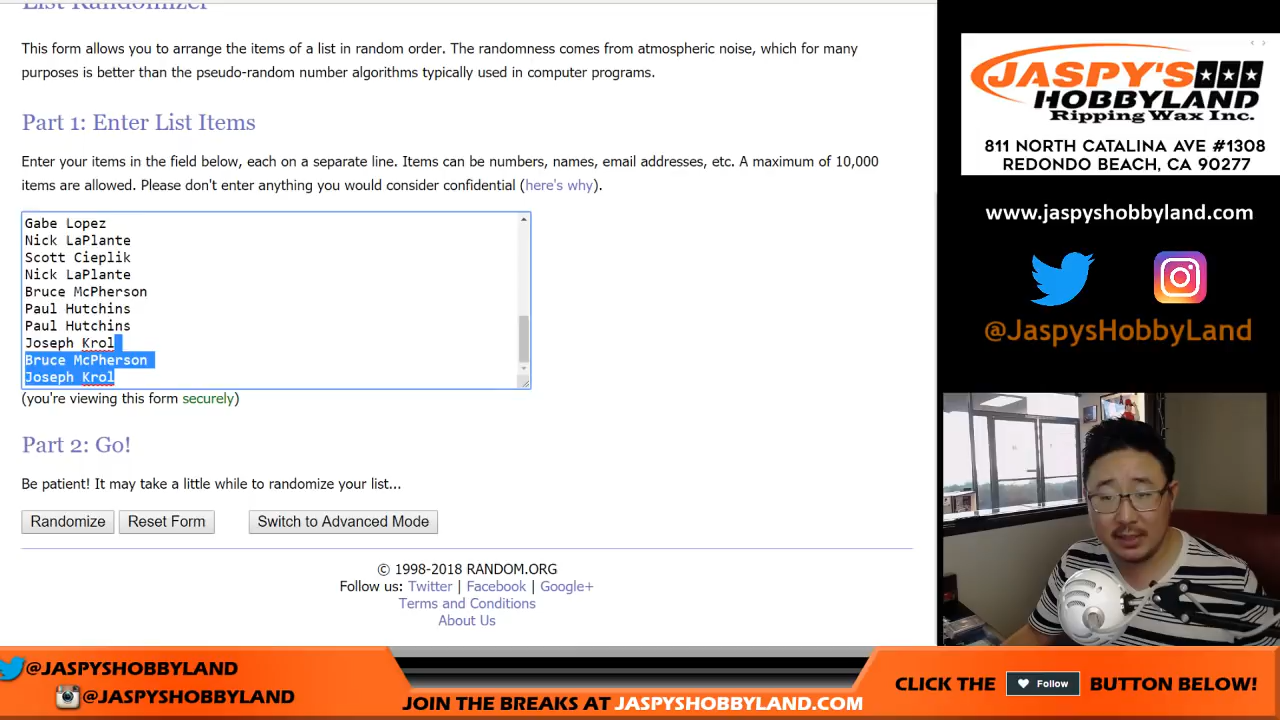 List Randomizer
This form allows you to arrange the items of a list in random order. The randomness comes from atmospheric noise, which for many
purposes is better than the pseudo-random number algorithms typically used in computer programs.
Part 1: Enter List Items
Enter your items in the field below, each on a separate line. Items can be numbers, names, email addresses, etc. A maximum of 10,000
items are allowed. Please don't enter anything you would consider confidential (here's why).
Gabe Lopez
Nick LaPlante
Scott Cieplik
Nick LaPlante
Bruce McPherson
Paul Hutchins
Paul Hutchins
Joseph Krol
Bruce McPherson
Joseph Krol
(you're viewing this form securely)
Part 2: Go!
Be patient! It may take a little while to randomize your list...
Randomize
Reset Form
Switch to Advanced Mode
© 1998-2018 RANDOM.ORG
Follow us: Twitter | Facebook | Google+
Terms and Conditions
About Us
JASPY'S
HOBBYLAND
Ripping Wax Inc.
811 NORTH CATALINA AVE #1308
REDONDO BEACH, CA 90277
www.jaspyshobbyland.com
@JaspysHobbyLand
@JASPYSHOBBYLAND
@JASPYSHOBBYLAND
JOIN THE BREAKS AT JASPYSHOBBYLAND.COM
CLICK THE Follow BUTTON BELOW!